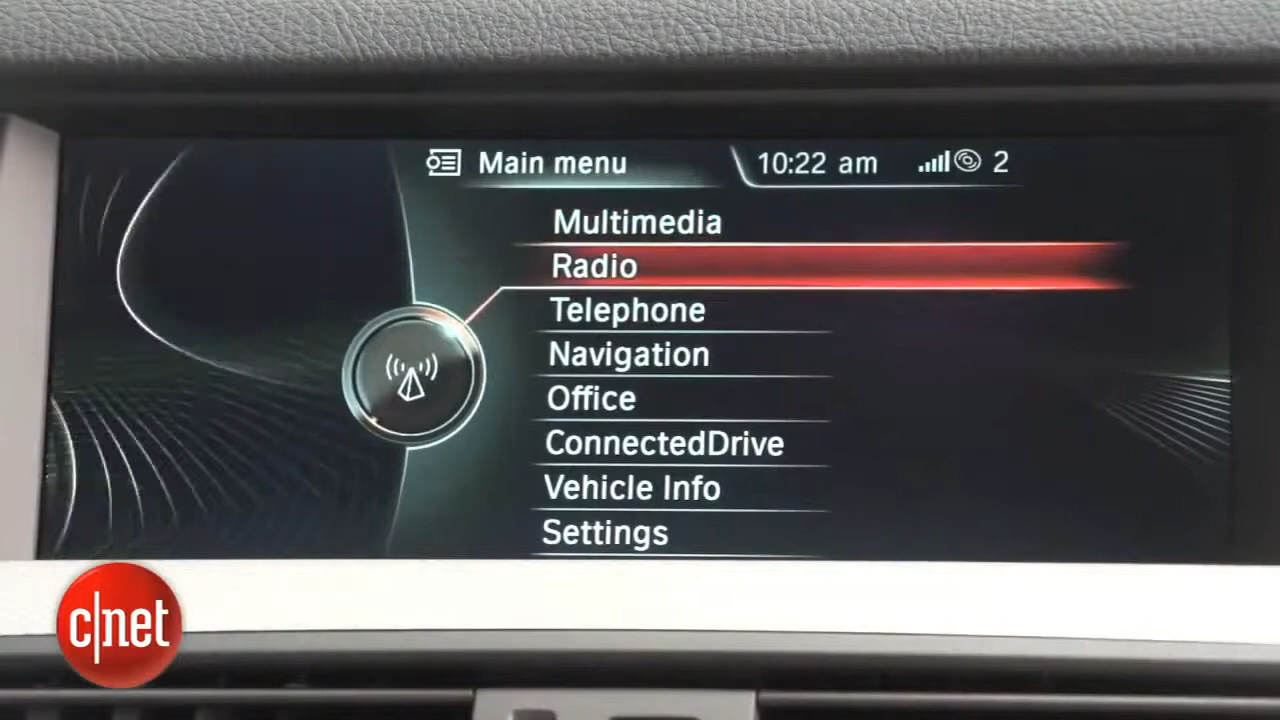 Main menu
10:22 am
2
Multimedia
Radio
Telephone
Navigation
Office
ConnectedDrive
Vehicle Info
Settings
c|net